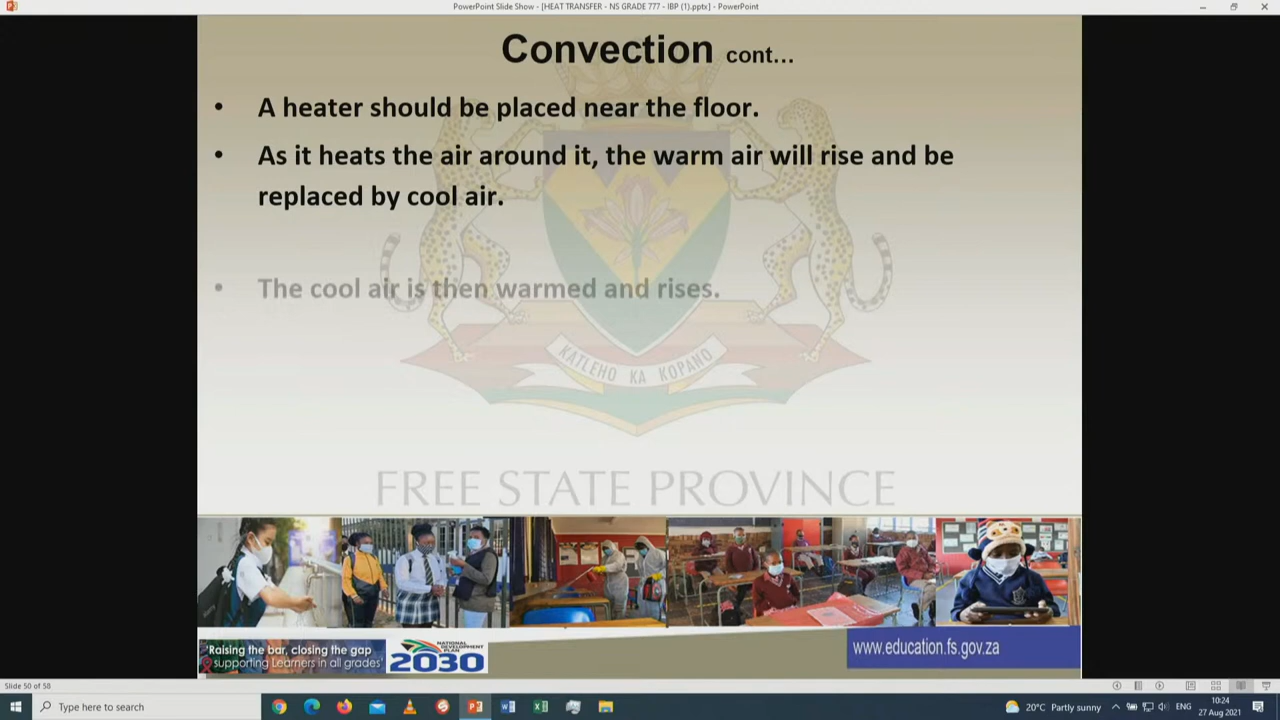 PowerPoint Slide Show - [HEAT TRANSFER - NS GRADE 777 - IBP (1).pptx] - PowerPoint
Convection cont...
• A heater should be placed near the floor.
• As it heats the air around it, the warm air will rise and be
replaced by cool air.
• The cool air is then warmed and rises.
KATLEHO KA KOPANO
FREE STATE PROVINCE
'Raising the bar, closing the gap
supporting Learners in all grades'
NATIONAL
DEVELOPMENT
PLAN
2030
www.education.fs.gov.za
Slide 50 of 58
Type here to search
20°C Partly sunny
ENG
10:24
27 Aug 2021